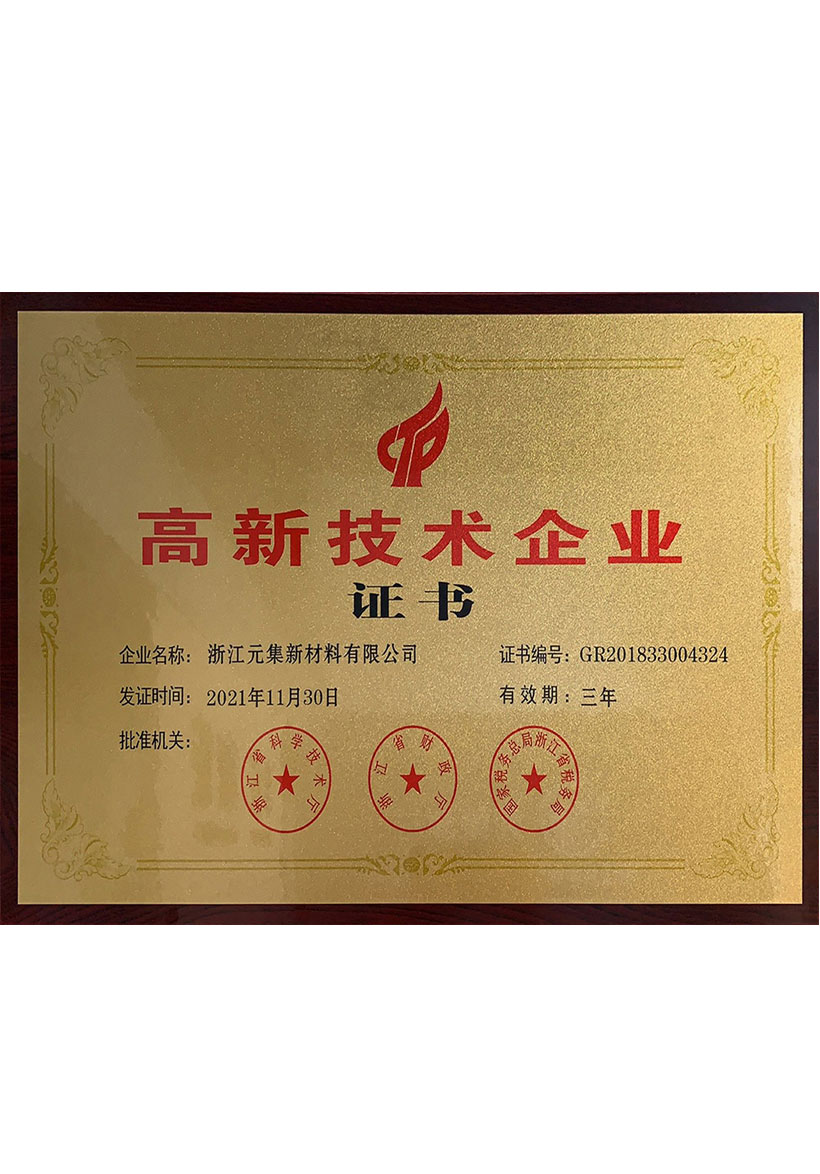 高新技术企业
证书
企业名称： 浙江元集新材料有限公司 证书编号：GR201833004324
发证时间： 2021年11月30日 有效期：三年
批准机关：
浙江省科学技术厅
浙江省财政厅
国家税务总局浙江省税务局